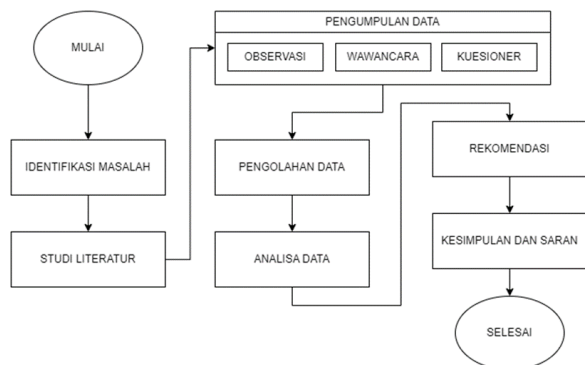 MULAI
IDENTIFIKASI MASALAH
STUDI LITERATUR
PENGUMPULAN DATA
OBSERVASI
WAWANCARA
KUESIONER
PENGOLAHAN DATA
ANALISA DATA
REKOMENDASI
KESIMPULAN DAN SARAN
SELESAI